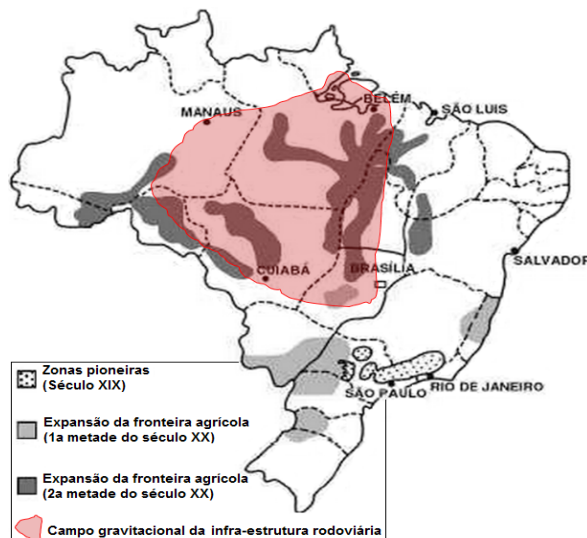 MANAUS
BELÉM
SÃO LUIS
SALVADOR
CUIABÁ
BRASÍLIA
RIO DE JANEIRO
SÃO PAULO
Zonas pioneiras
(Século XIX)
Expansão da fronteira agrícola
(1a metade do século XX)
Expansão da fronteira agrícola
(2a metade do século XX)
Campo gravitacional da infra-estrutura rodoviária